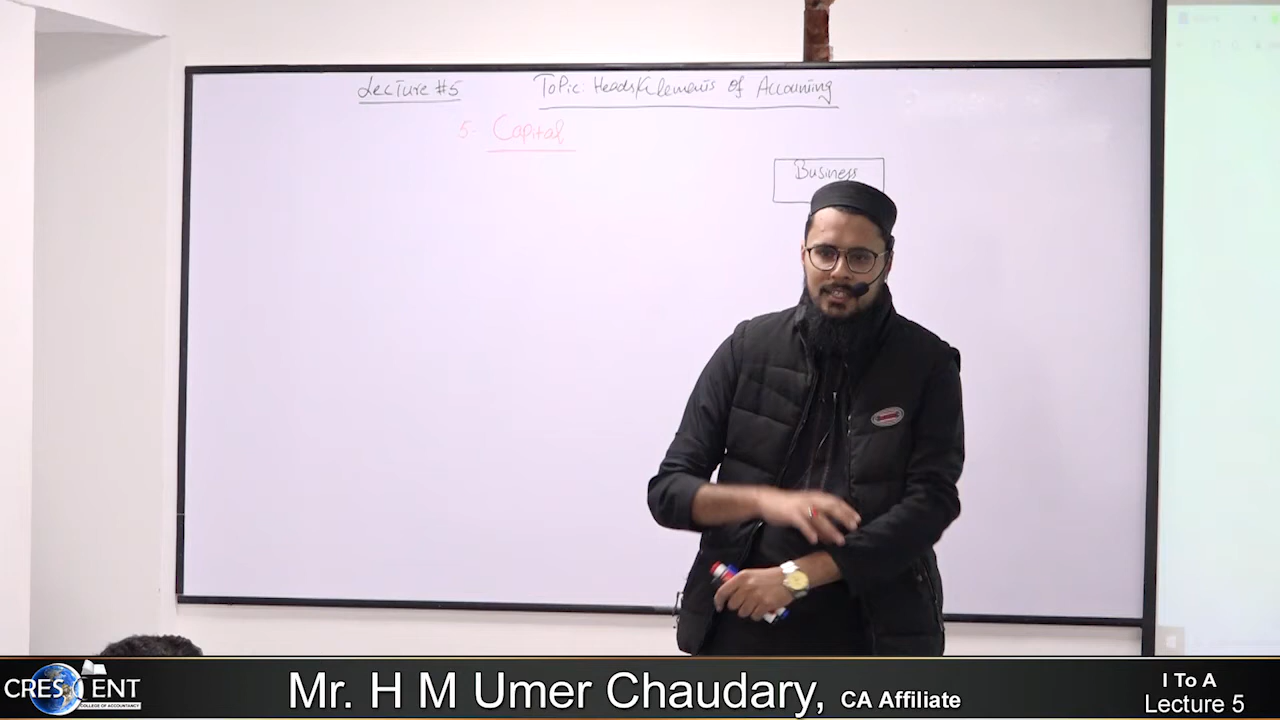 Lecture #5 Topic: Heads/Elements of Accounting
5- Capital
Business
CRESCENT
COLLEGE OF ACCOUNTANCY
Mr. H M Umer Chaudary, CA Affiliate
I To A
Lecture 5